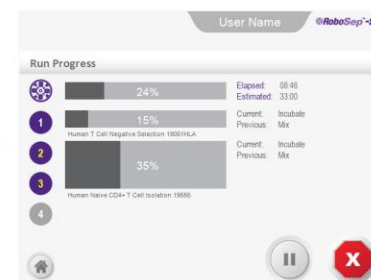 User Name
RoboSep®-S
Run Progress
24%
Elapsed: 08:46
Estimated: 33:00
1
15%
Current: Incubate
Previous: Mix
Human T Cell Negative Selection 19051HLA
2
35%
Current: Incubate
Previous: Mix
3
Human Naive CD4+ T Cell Isolation 19555
4
X